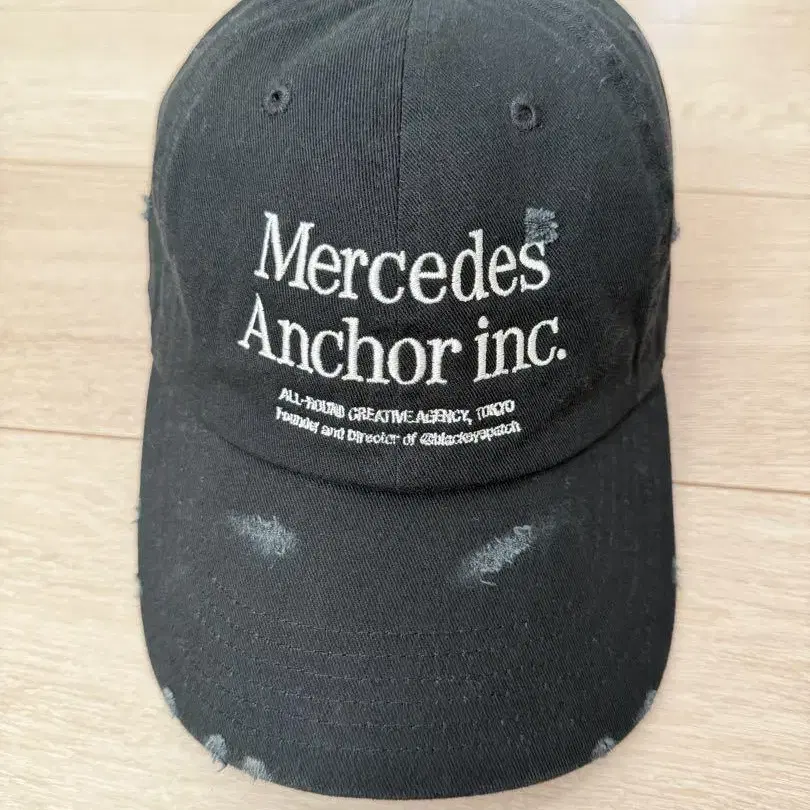 Mercedes
Anchor inc.
ALL-ROUND CREATIVE AGENCY, TOKYO
Founder and Director of @blackeyepatch